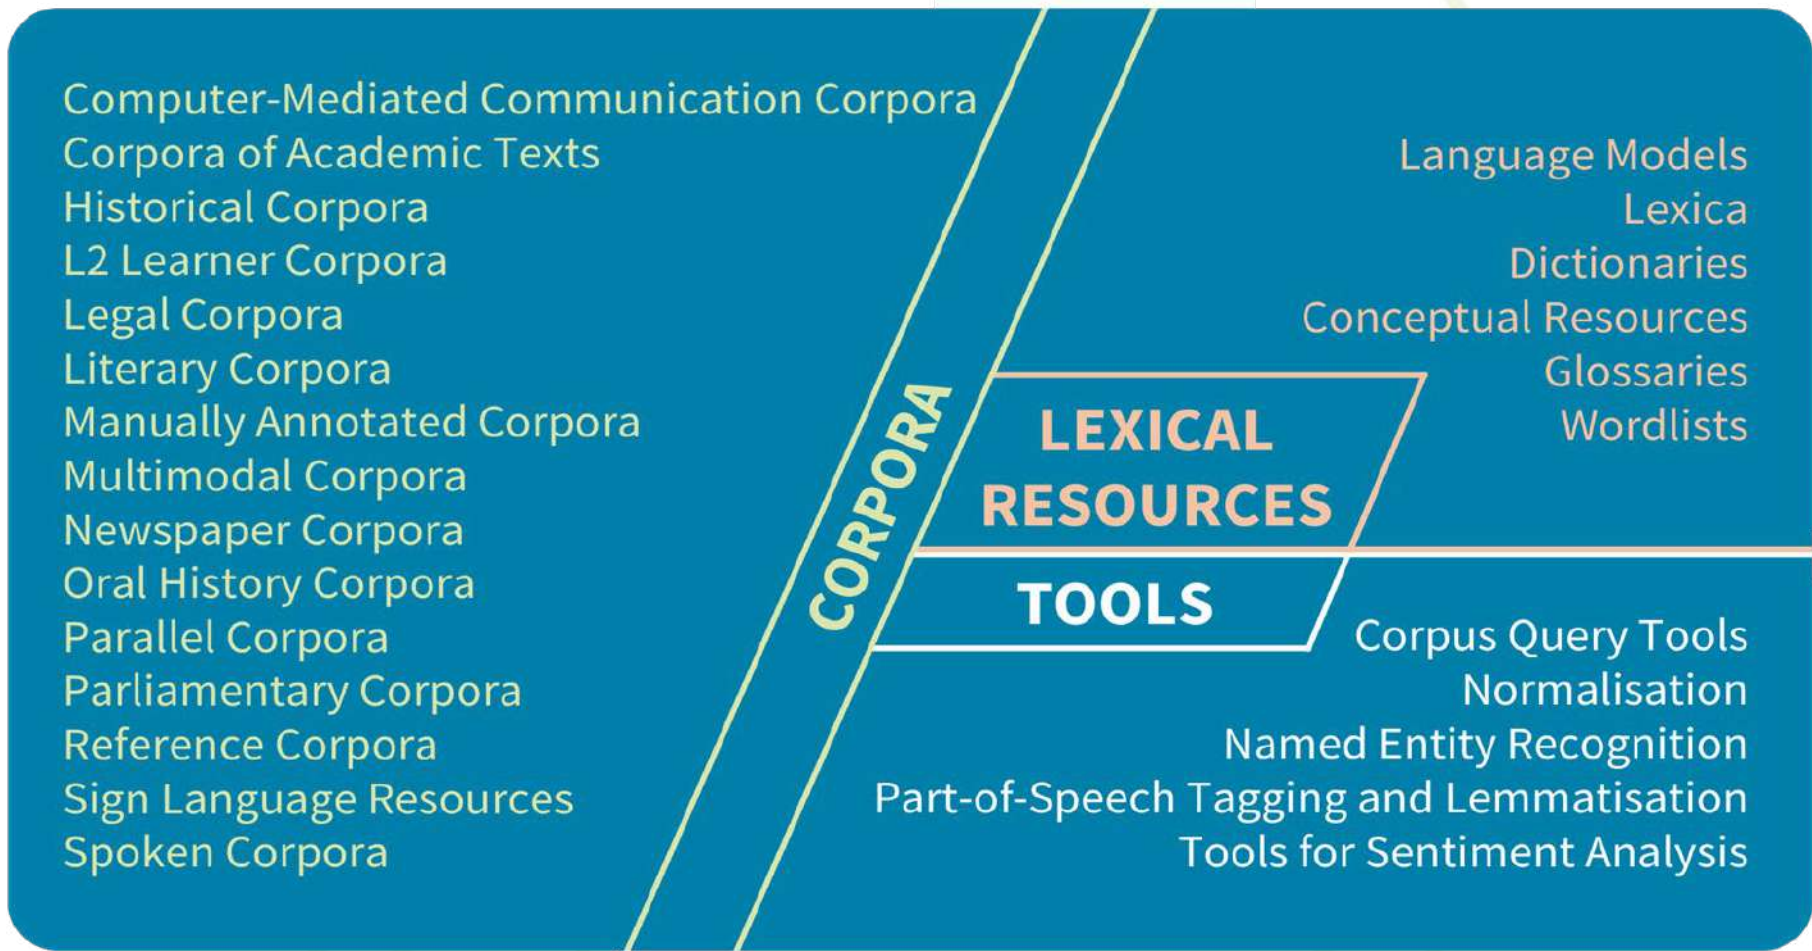 Computer-Mediated Communication Corpora
Corpora of Academic Texts
Historical Corpora
L2 Learner Corpora
Legal Corpora
Literary Corpora
Manually Annotated Corpora
Multimodal Corpora
Newspaper Corpora
Oral History Corpora
Parallel Corpora
Parliamentary Corpora
Reference Corpora
Sign Language Resources
Spoken Corpora
CORPORA
LEXICAL
RESOURCES
Language Models
Lexica
Dictionaries
Conceptual Resources
Glossaries
Wordlists
TOOLS
Corpus Query Tools
Normalisation
Named Entity Recognition
Part-of-Speech Tagging and Lemmatisation
Tools for Sentiment Analysis